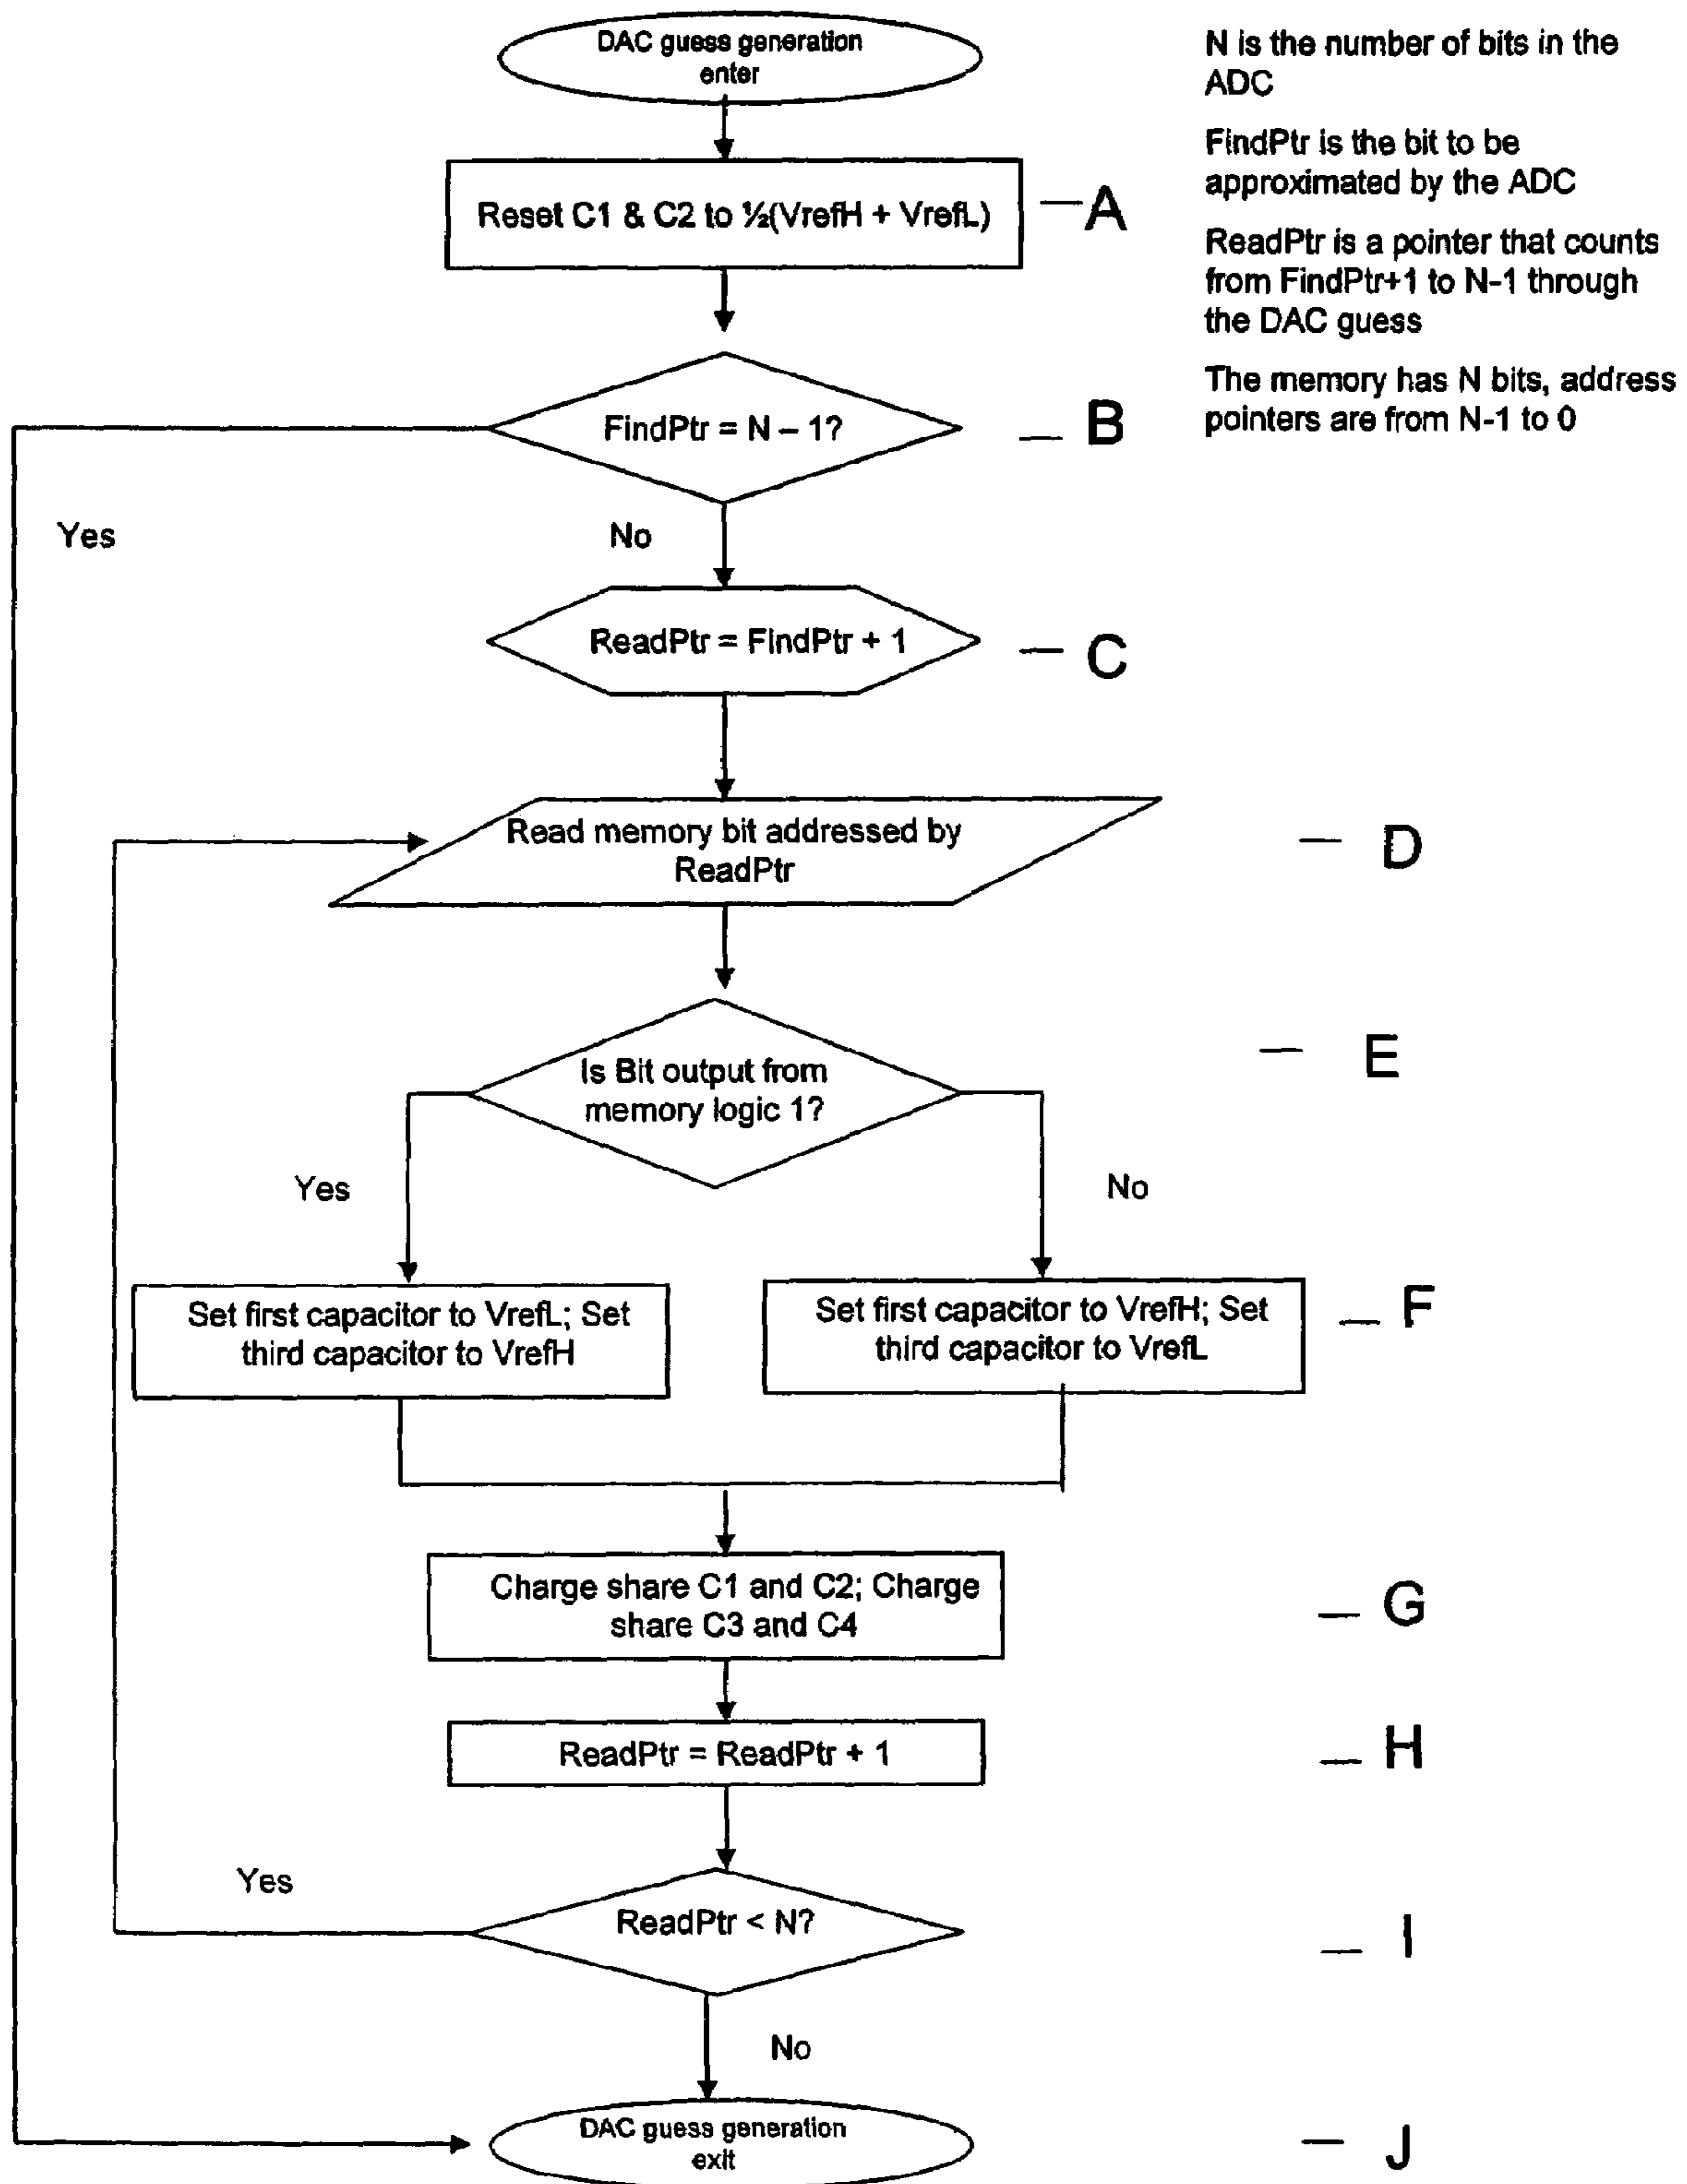 DAC guess generation
enter
N is the number of bits in the
ADC
FindPtr is the bit to be
approximated by the ADC
ReadPtr is a pointer that counts
from FindPtr+1 to N-1 through
the DAC guess
The memory has N bits, address
pointers are from N-1 to 0
Reset C1 & C2 to ½(VrefH + VrefL)
A
FindPtr = N – 1?
B
Yes
No
ReadPtr = FindPtr + 1
C
Read memory bit addressed by
ReadPtr
D
Is Bit output from
memory logic 1?
E
Yes
No
Set first capacitor to VrefL; Set
third capacitor to VrefH
Set first capacitor to VrefH; Set
third capacitor to VrefL
F
Charge share C1 and C2; Charge
share C3 and C4
G
ReadPtr = ReadPtr + 1
H
Yes
ReadPtr < N?
I
No
DAC guess generation
exit
J